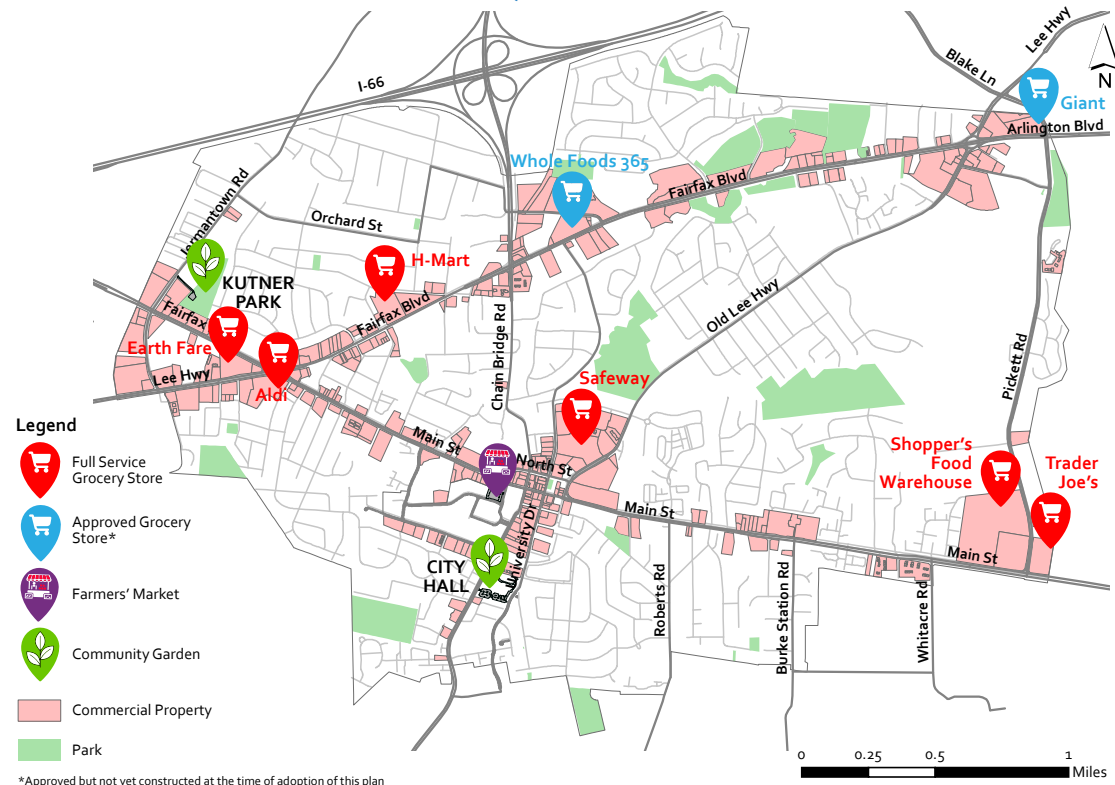 I-66
Blake Ln
Lee Hwy
N
Giant
Arlington Blvd
Whole Foods 365
Fairfax Blvd
Jermantown Rd
Orchard St
H-Mart
KUTNER
PARK
Fairfax
Fairfax Blvd
Earth Fare
Lee Hwy
Aldi
Chain Bridge Rd
Old Lee Hwy
Pickett Rd
Safeway
Main St
North St
Shopper's
Food
Warehouse
Trader
Joe's
Main St
University Dr
CITY
HALL
Main St
Roberts Rd
Burke Station Rd
Whitacre Rd
Legend
Full Service
Grocery Store
Approved Grocery
Store*
Farmers' Market
Community Garden
Commercial Property
Park
*Approved but not yet constructed at the time of adoption of this plan
0 0.25 0.5 1
Miles